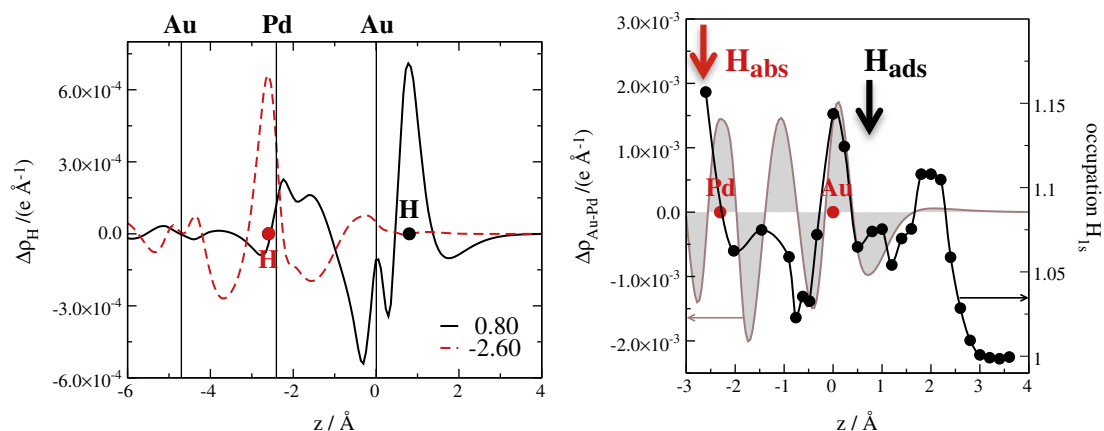 Au Pd Au
6.0×10⁻⁴
3.0×10⁻⁴
0.0
-3.0×10⁻⁴
-6.0×10⁻⁴
Δρ_H /(e Å⁻¹)
H
H
0.80
-2.60
-6 -4 -2 0 2 4
z / Å
3.0×10⁻³
2.0×10⁻³
1.0×10⁻³
0.0
-1.0×10⁻³
-2.0×10⁻³
Δρ_Au-Pd /(e Å⁻¹)
H_abs
H_ads
Pd
Au
1.15
1.10
1.05
1
occupation H_1s
-3 -2 -1 0 1 2 3 4
z / Å